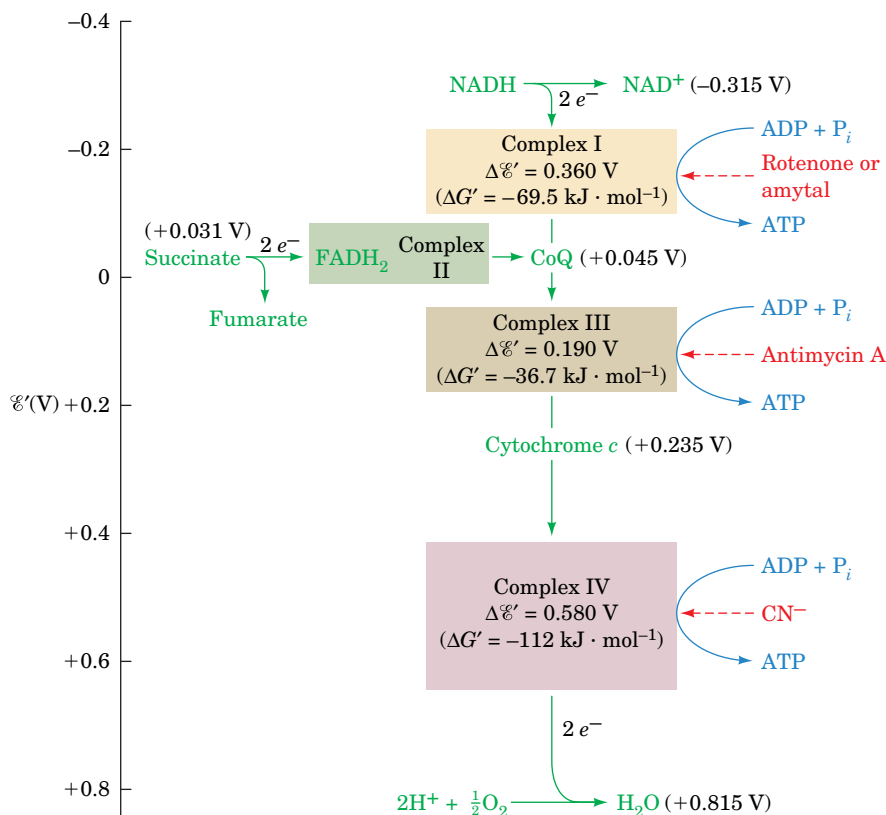 −0.4
NADH
NAD⁺ (−0.315 V)
2 e⁻
ADP + Pᵢ
Complex I
Δℰ′ = 0.360 V
(ΔG′ = −69.5 kJ · mol⁻¹)
Rotenone or
amytal
ATP
−0.2
(+0.031 V)
Succinate
2 e⁻
FADH₂
Complex
II
CoQ (+0.045 V)
0
Fumarate
ADP + Pᵢ
Complex III
Δℰ′ = 0.190 V
(ΔG′ = −36.7 kJ · mol⁻¹)
Antimycin A
ATP
ℰ′(V) +0.2
Cytochrome c (+0.235 V)
+0.4
ADP + Pᵢ
Complex IV
Δℰ′ = 0.580 V
(ΔG′ = −112 kJ · mol⁻¹)
CN⁻
ATP
+0.6
2 e⁻
+0.8
2H⁺ + ½O₂
H₂O (+0.815 V)